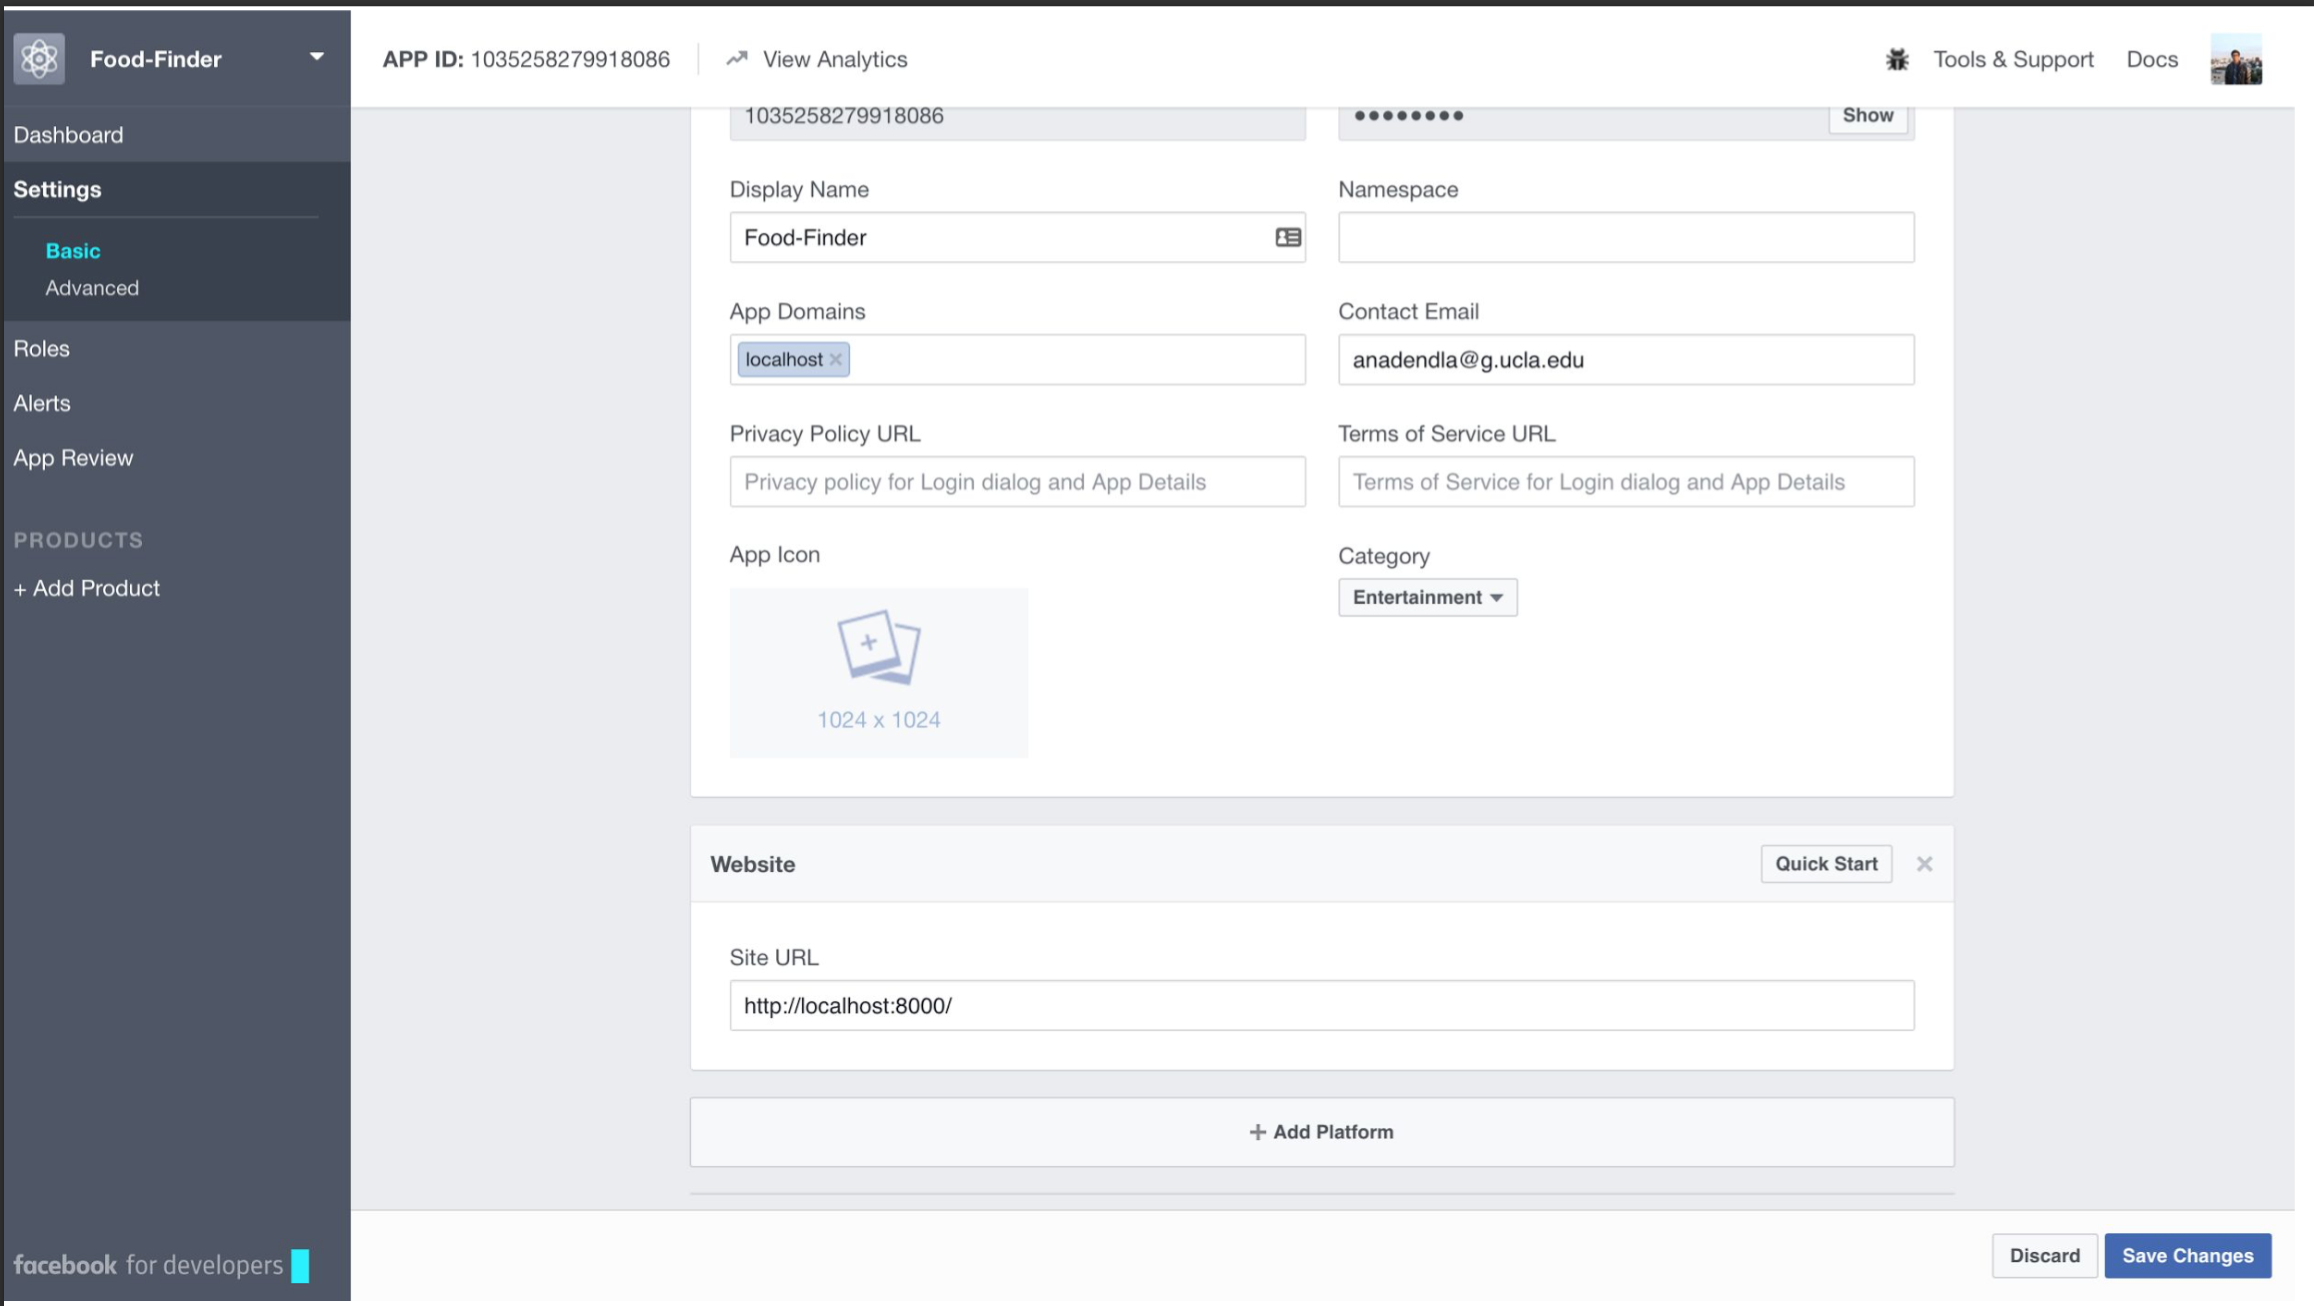 Food-Finder
APP ID: 1035258279918086
View Analytics
Tools & Support
Docs
Dashboard
Settings
Basic
Advanced
Roles
Alerts
App Review
PRODUCTS
+ Add Product
facebook for developers
1035258279918086
●●●●●●●●
Show
Display Name
Namespace
Food-Finder
App Domains
Contact Email
localhost ×
anadendla@g.ucla.edu
Privacy Policy URL
Terms of Service URL
Privacy policy for Login dialog and App Details
Terms of Service for Login dialog and App Details
App Icon
Category
Entertainment
1024 x 1024
Website
Quick Start
×
Site URL
http://localhost:8000/
+ Add Platform
Discard
Save Changes